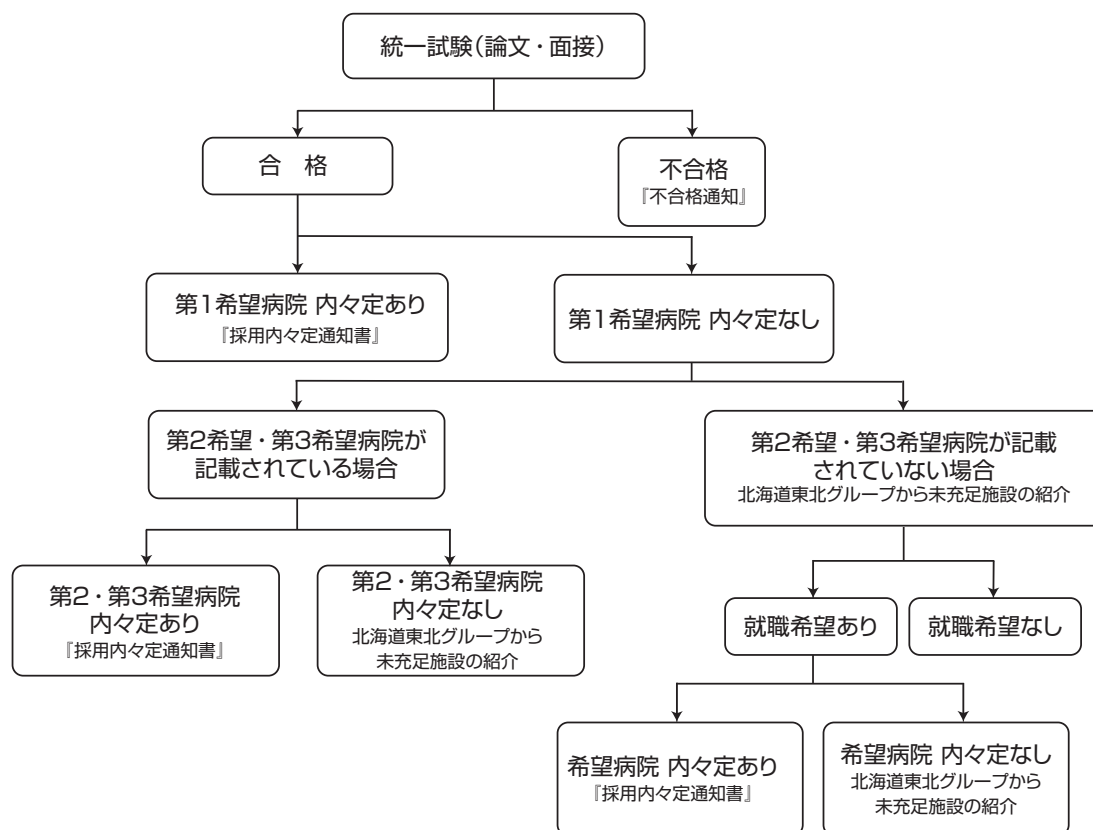 統一試験(論文・面接)
合　格
不合格
『不合格通知』
第1希望病院 内々定あり
『採用内々定通知書』
第1希望病院 内々定なし
第2希望・第3希望病院が
記載されている場合
第2希望・第3希望病院が記載
されていない場合
北海道東北グループから未充足施設の紹介
第2・第3希望病院
内々定あり
『採用内々定通知書』
第2・第3希望病院
内々定なし
北海道東北グループから
未充足施設の紹介
就職希望あり
就職希望なし
希望病院 内々定あり
『採用内々定通知書』
希望病院 内々定なし
北海道東北グループから
未充足施設の紹介